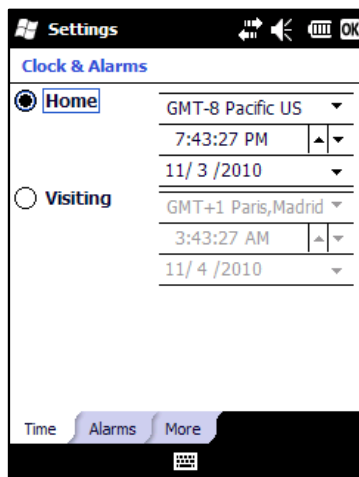 Settings
OK
Clock & Alarms
Home
GMT-8 Pacific US
7:43:27 PM
11/ 3 /2010
Visiting
GMT+1 Paris,Madrid
3:43:27 AM
11/ 4 /2010
Time Alarms More